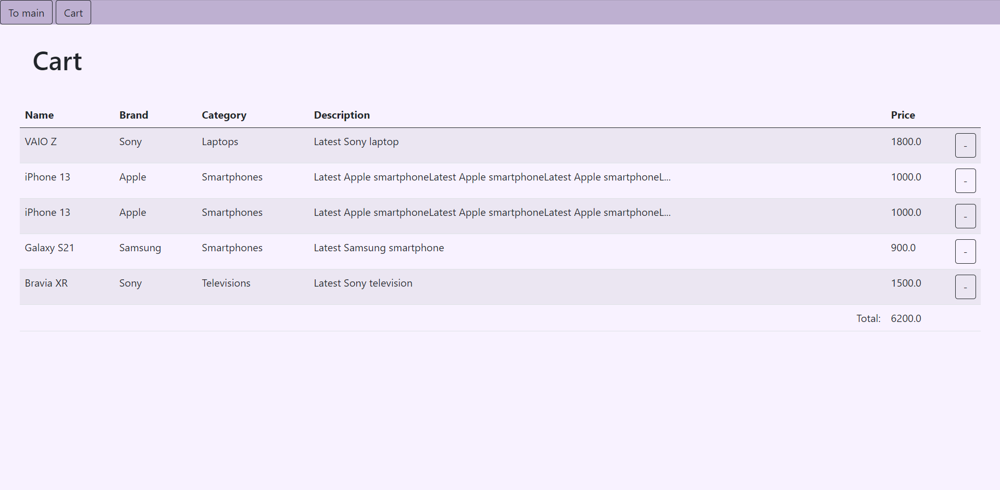 To main Cart
Cart
Name Brand Category Description Price
VAIO Z Sony Laptops Latest Sony laptop 1800.0 -
iPhone 13 Apple Smartphones Latest Apple smartphoneLatest Apple smartphoneLatest Apple smartphoneL... 1000.0 -
iPhone 13 Apple Smartphones Latest Apple smartphoneLatest Apple smartphoneLatest Apple smartphoneL... 1000.0 -
Galaxy S21 Samsung Smartphones Latest Samsung smartphone 900.0 -
Bravia XR Sony Televisions Latest Sony television 1500.0 -
Total: 6200.0